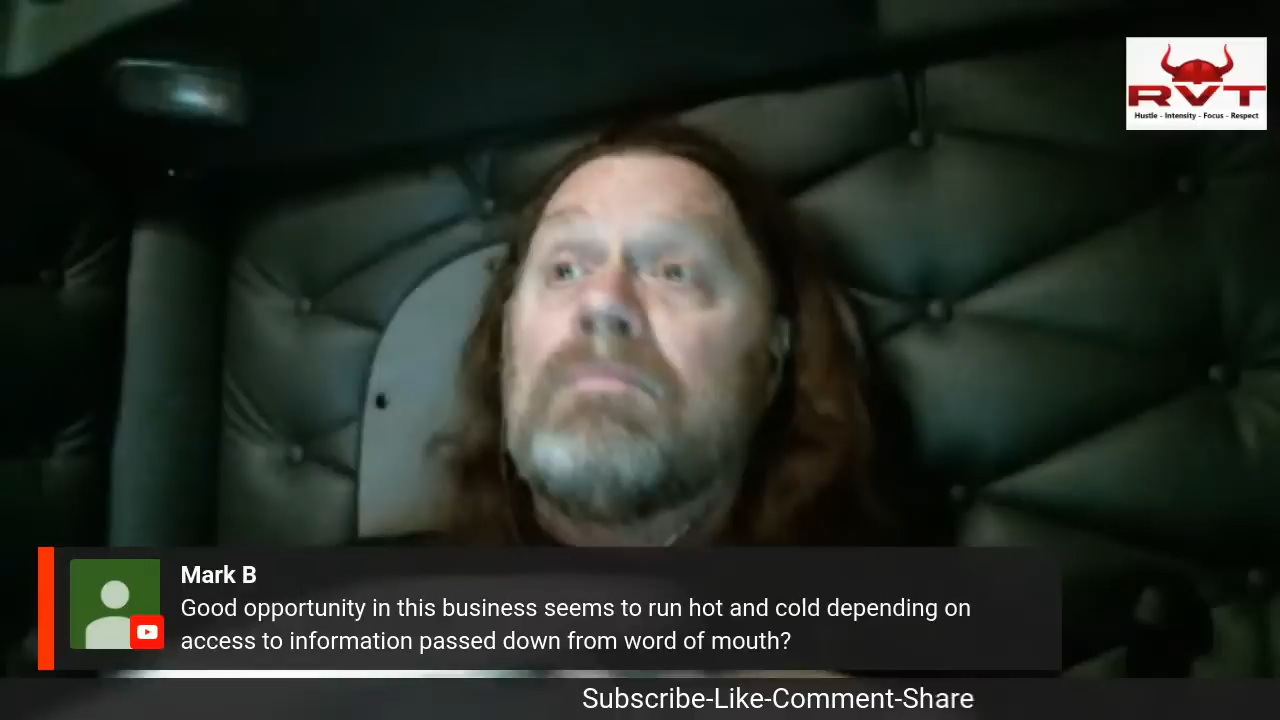 RVT
Hustle - Intensity - Focus - Respect
Mark B
Good opportunity in this business seems to run hot and cold depending on
access to information passed down from word of mouth?
Subscribe-Like-Comment-Share